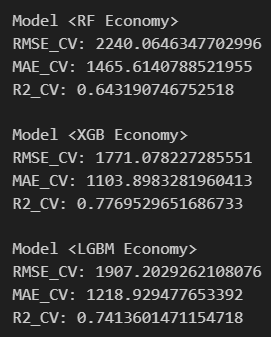 Model <RF Economy>
RMSE_CV: 2240.0646347702996
MAE_CV: 1465.6140788521955
R2_CV: 0.643190746752518
Model <XGB Economy>
RMSE_CV: 1771.078227285551
MAE_CV: 1103.8983281960413
R2_CV: 0.7769529651686733
Model <LGBM Economy>
RMSE_CV: 1907.2029262108076
MAE_CV: 1218.929477653392
R2_CV: 0.7413601471154718